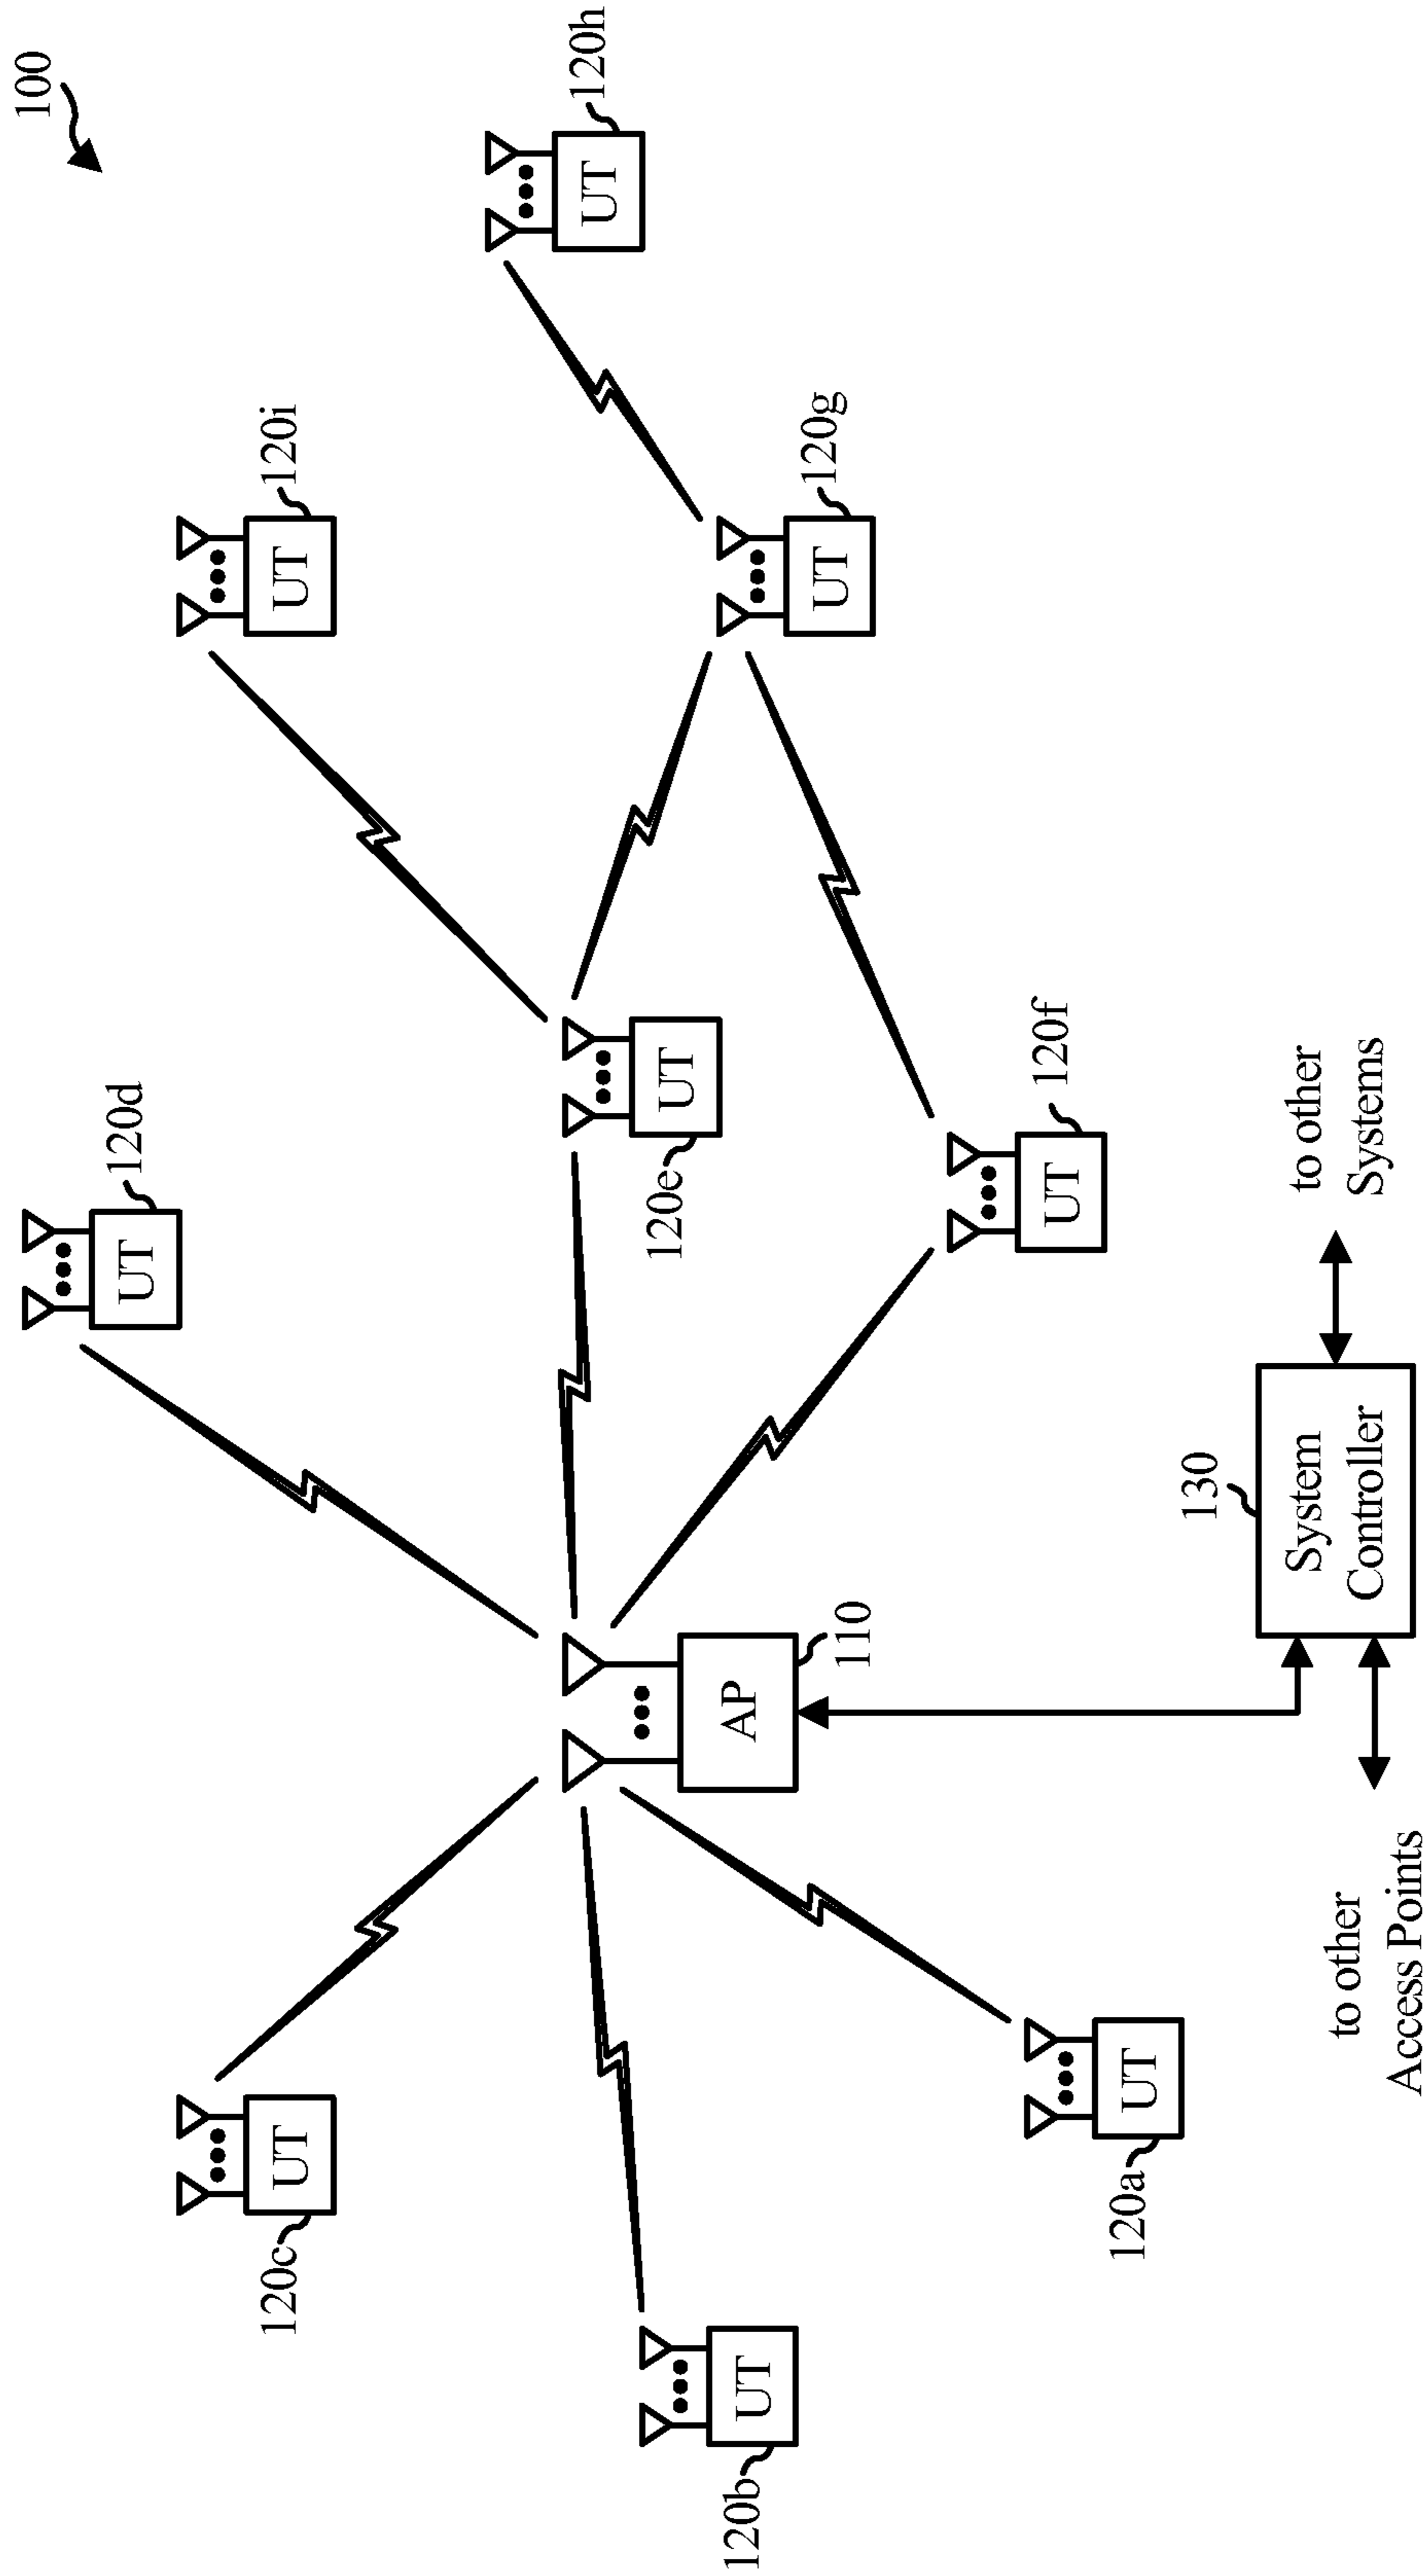 100
120d
UT
120i
UT
120c
UT
120h
UT
120e
UT
AP
110
120b
UT
120g
UT
120f
UT
120a
UT
130
System
Controller
to other
Systems
to other
Access Points